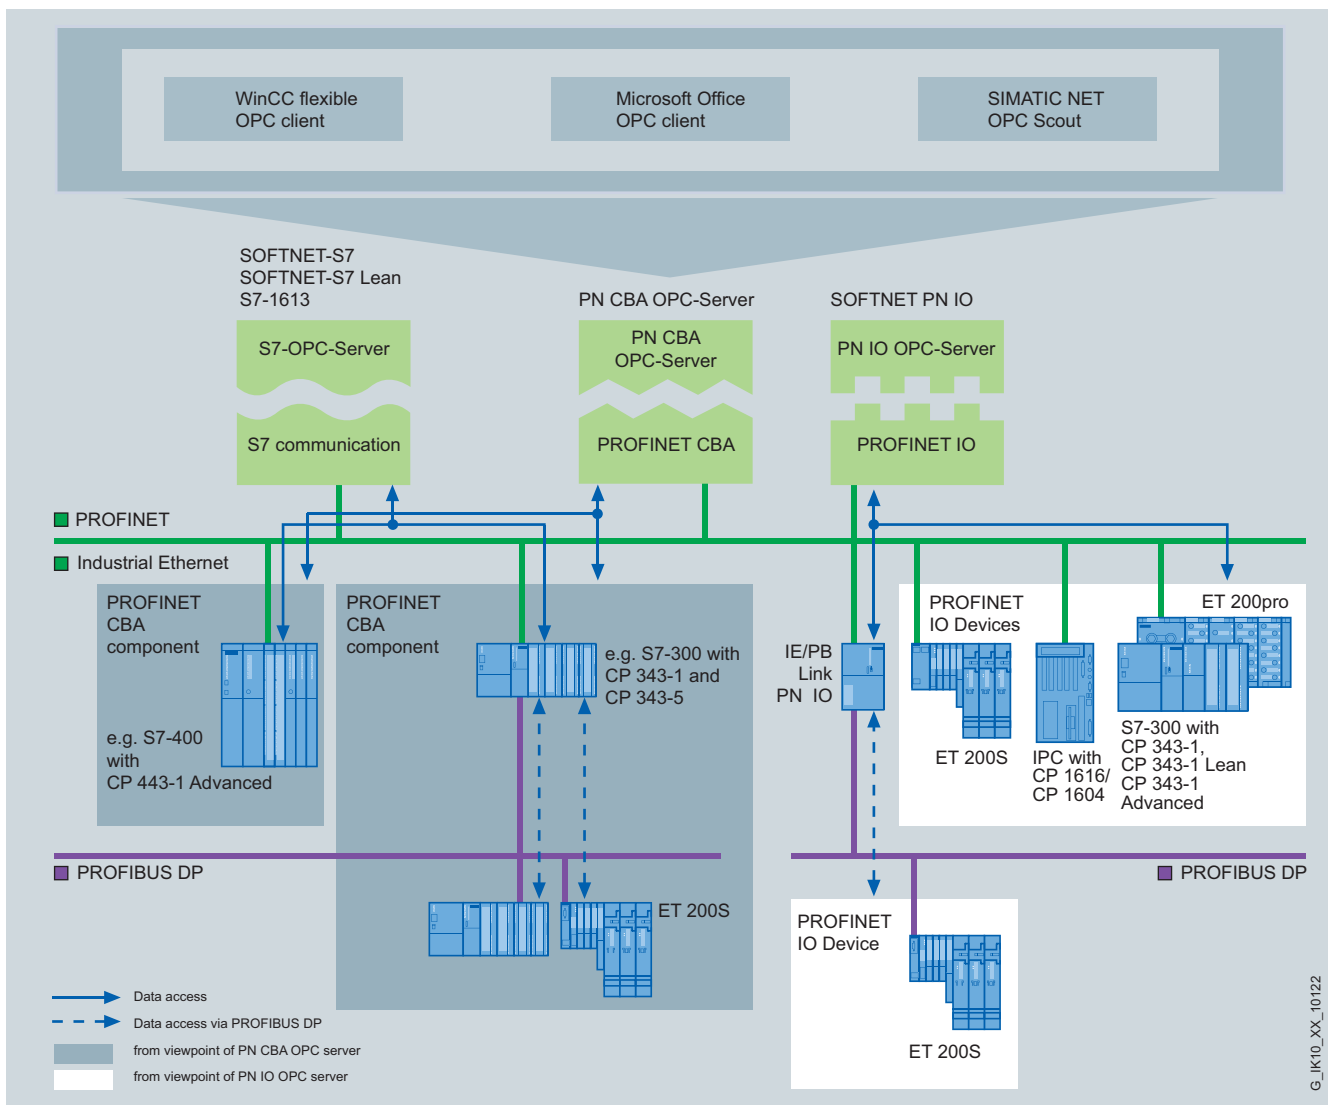 WinCC flexible
OPC client
Microsoft Office
OPC client
SIMATIC NET
OPC Scout
SOFTNET-S7
SOFTNET-S7 Lean
S7-1613
PN CBA OPC-Server
SOFTNET PN IO
S7-OPC-Server
PN CBA
OPC-Server
PN IO OPC-Server
S7 communication
PROFINET CBA
PROFINET IO
PROFINET
Industrial Ethernet
PROFINET
CBA
component
e.g. S7-400
with
CP 443-1 Advanced
PROFINET
CBA
component
e.g. S7-300 with
CP 343-1 and
CP 343-5
IE/PB
Link
PN IO
PROFINET
IO Devices
ET 200S
IPC with
CP 1616/
CP 1604
ET 200pro
S7-300 with
CP 343-1,
CP 343-1 Lean
CP 343-1
Advanced
PROFIBUS DP
PROFIBUS DP
ET 200S
PROFINET
IO Device
ET 200S
Data access
Data access via PROFIBUS DP
from viewpoint of PN CBA OPC server
from viewpoint of PN IO OPC server
G_IK10_XX_10122